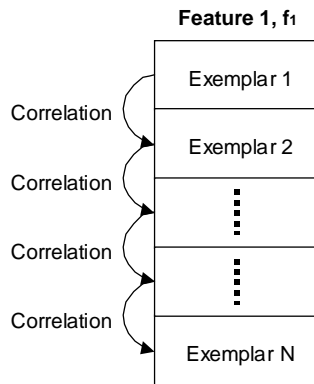 Feature 1, f₁
Exemplar 1
Correlation
Exemplar 2
Correlation
Correlation
Correlation
Exemplar N